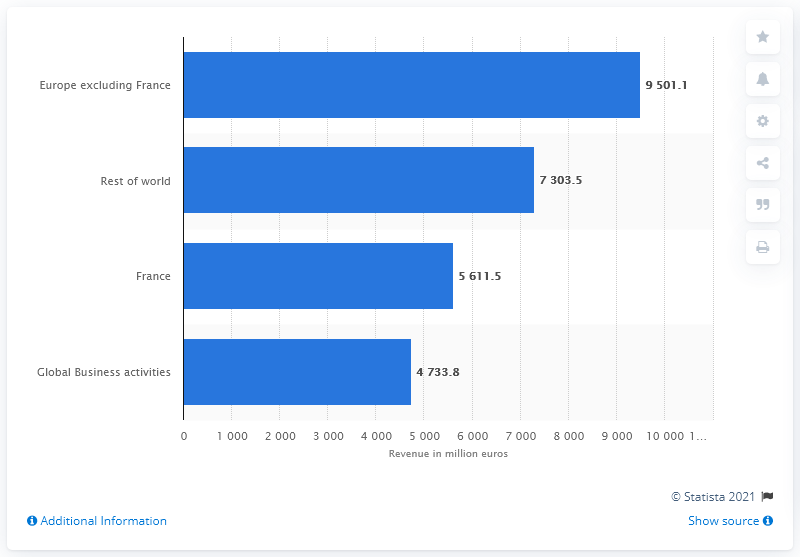 Europe excluding France
9 501.1
Rest of world
7 303.5
France
5 611.5
Global Business activities
4 733.8
0 1 000 2 000 3 000 4 000 5 000 6 000 7 000 8 000 9 000 10 000 1…
Revenue in million euros
© Statista 2021
Additional Information
Show source